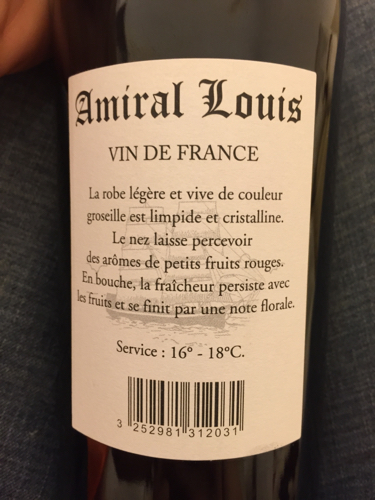 Amiral Louis
VIN DE FRANCE
La robe légère et vive de couleur
groseille est limpide et cristalline.
Le nez laisse percevoir
des arômes de petits fruits rouges.
En bouche, la fraîcheur persiste avec
les fruits et se finit par une note florale.
Service : 16° - 18°C.
3 252981 312031